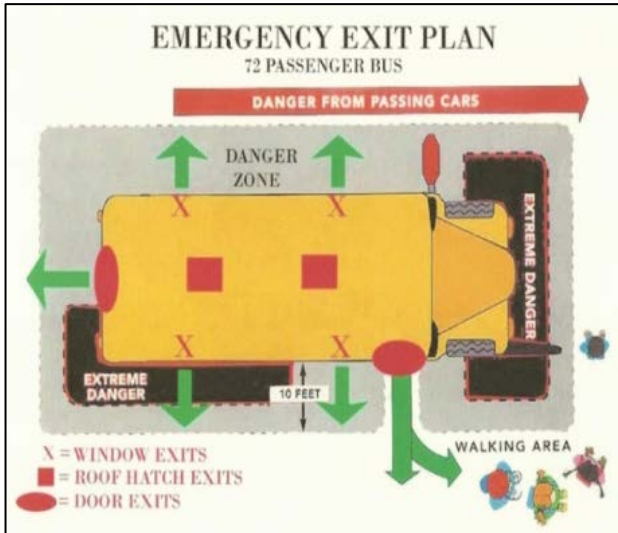 EMERGENCY EXIT PLAN
72 PASSENGER BUS
DANGER FROM PASSING CARS
DANGER
ZONE
X X
EXTREME DANGER
X X
EXTREME
DANGER
10 FEET
WALKING AREA
X = WINDOW EXITS
= ROOF HATCH EXITS
= DOOR EXITS